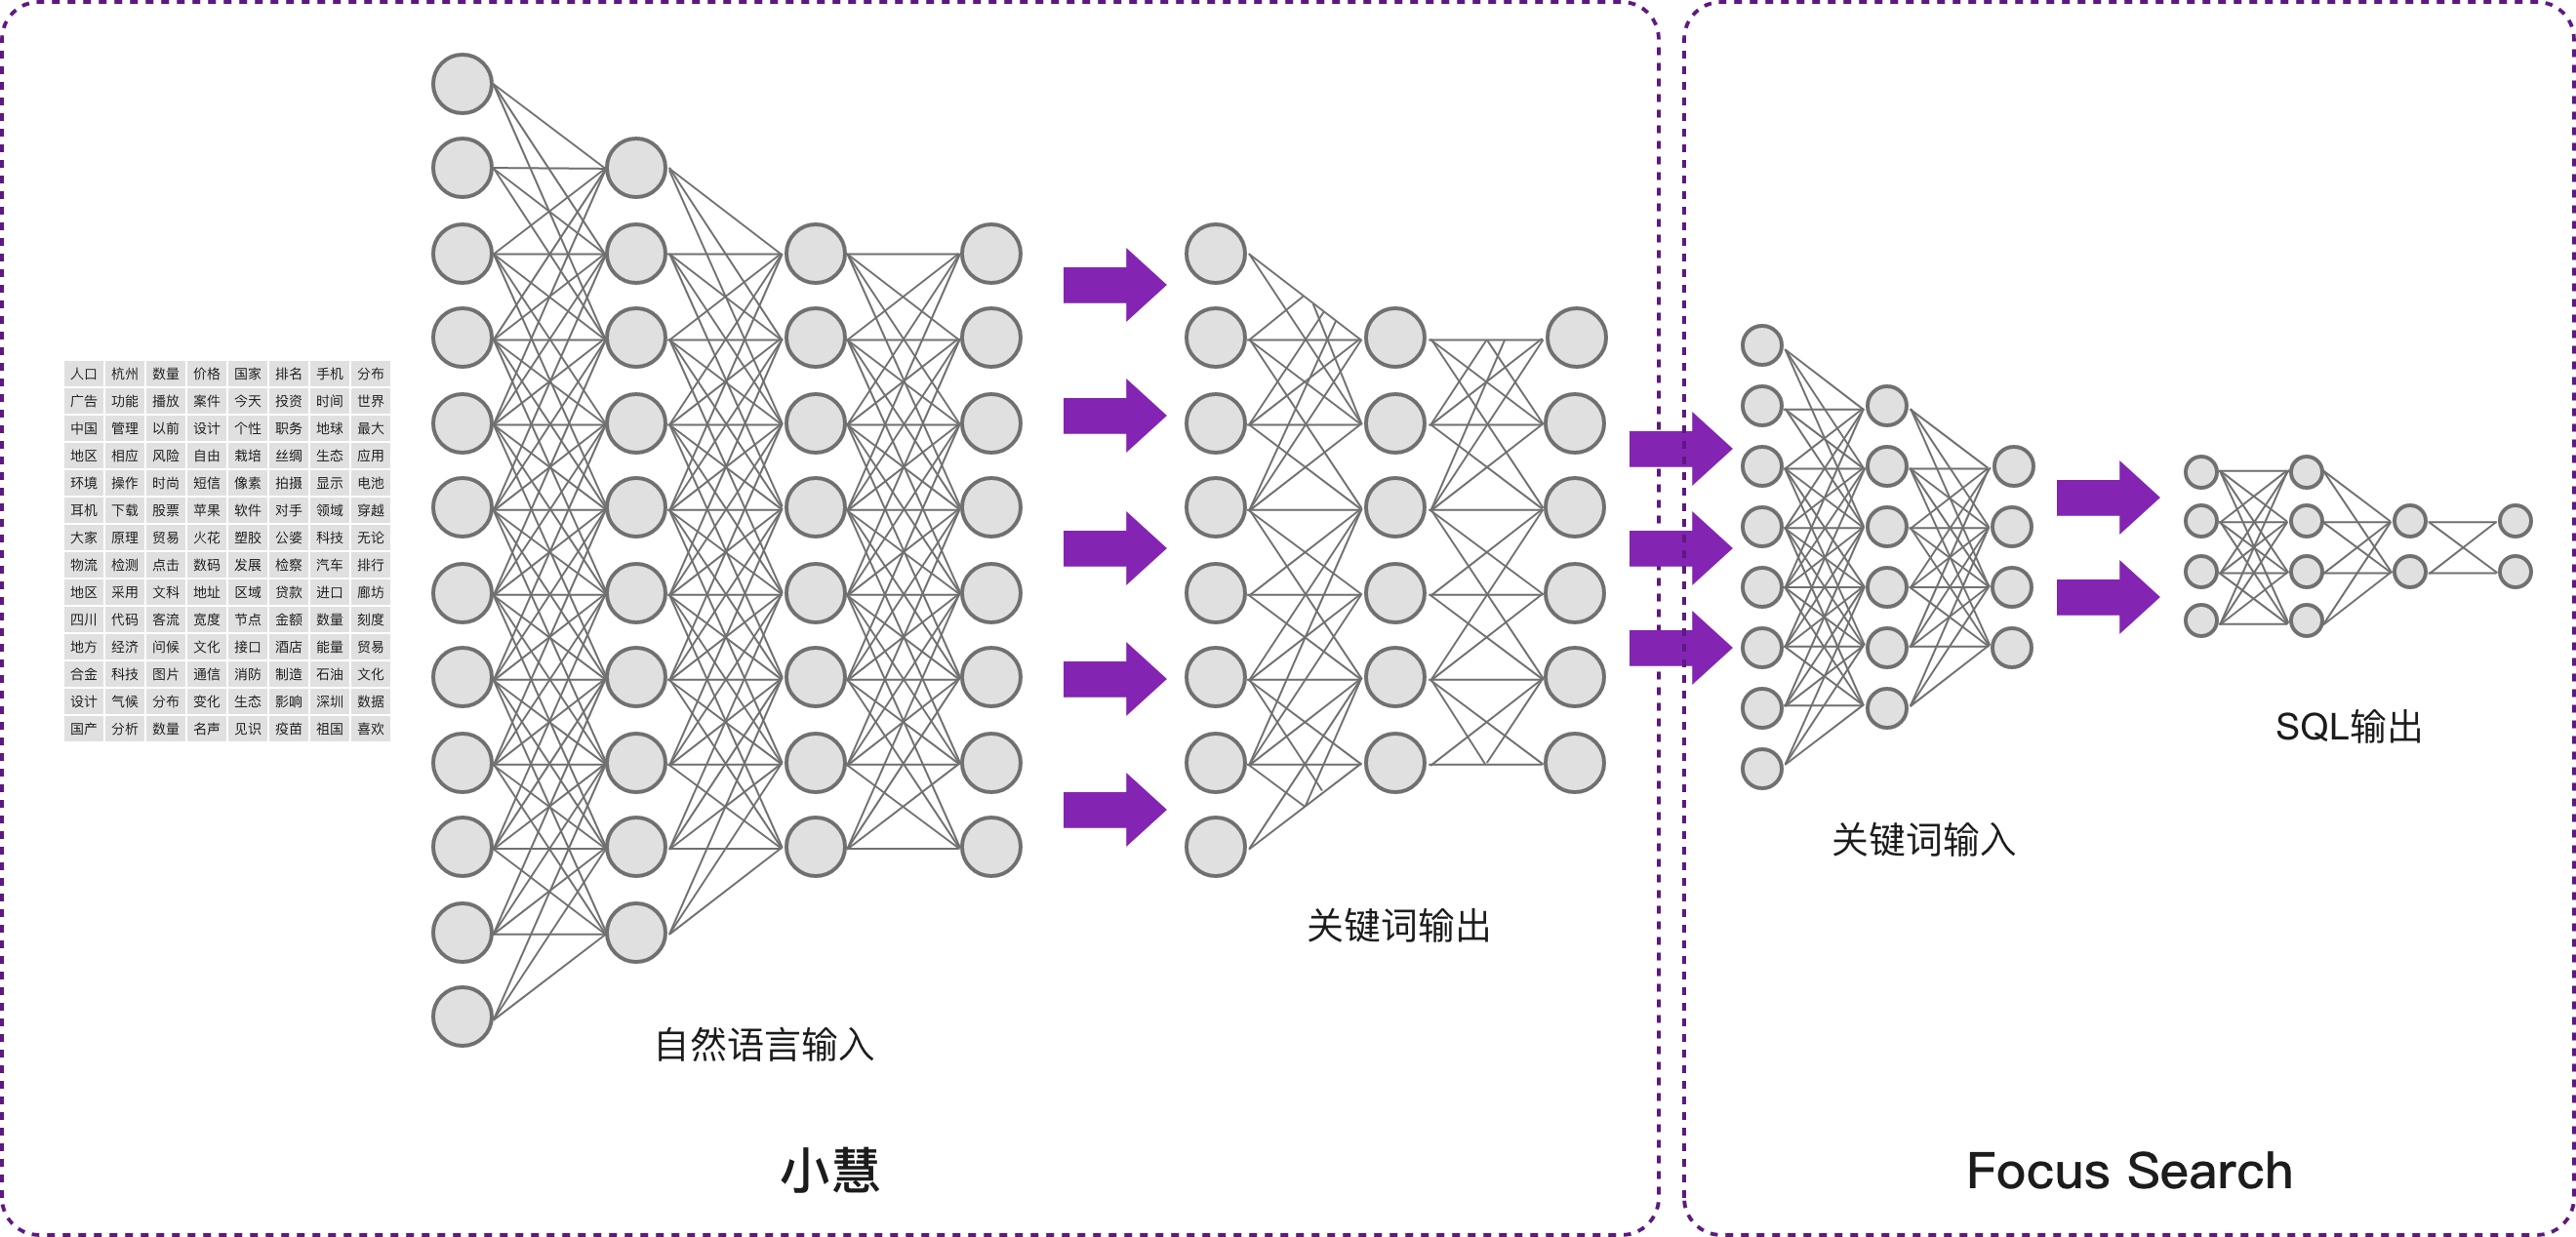 人口 杭州 数量 价格 国家 排名 手机 分布
广告 功能 播放 案件 今天 投资 时间 世界
中国 管理 以前 设计 个性 职务 地球 最大
地区 相应 风险 自由 栽培 丝绸 生态 应用
环境 操作 时尚 短信 像素 拍摄 显示 电池
耳机 下载 股票 苹果 软件 对手 领域 穿越
大家 原理 贸易 火花 塑胶 公婆 科技 无论
物流 检测 点击 数码 发展 检察 汽车 排行
地区 采用 文科 地址 区域 贷款 进口 廊坊
四川 代码 客流 宽度 节点 金额 数量 刻度
地方 经济 问候 文化 接口 酒店 能量 贸易
合金 科技 图片 通信 消防 制造 石油 文化
设计 气候 分布 变化 生态 影响 深圳 数据
国产 分析 数量 名声 见识 疫苗 祖国 喜欢
自然语言输入
关键词输出
小慧
关键词输入
SQL输出
Focus Search